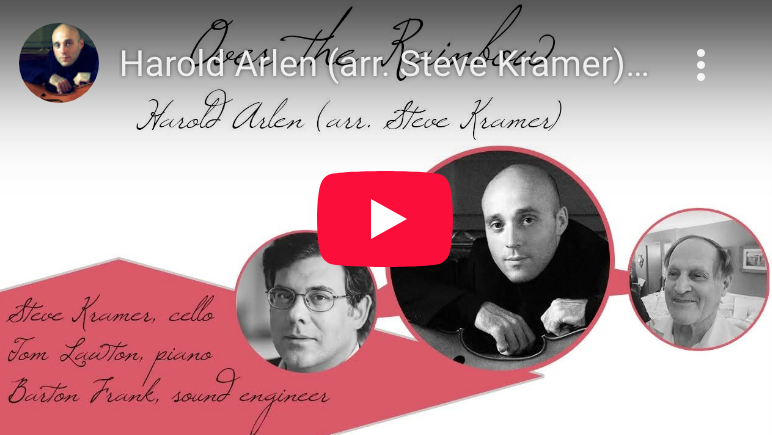 Over the Rainbow
Harold Arlen (arr. Steve Kramer)...
Harold Arlen (arr. Steve Kramer)
Steve Kramer, cello
Tom Lawton, piano
Barton Frank, sound engineer